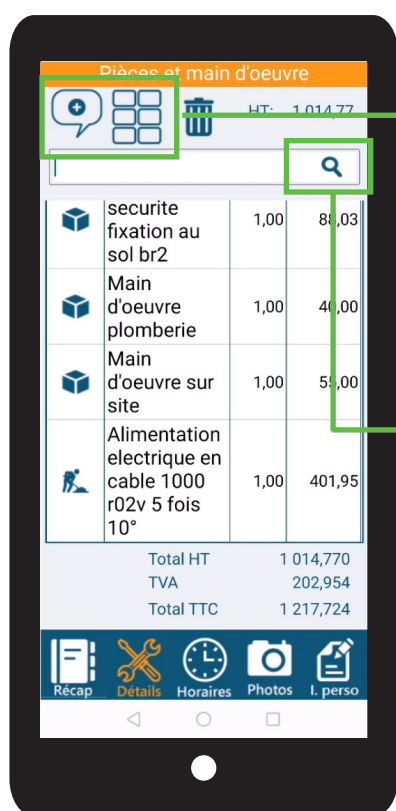 Pièces et main d'oeuvre
HT: 1 014,77
securite fixation au sol br2 1,00 88,03
Main d'oeuvre plomberie 1,00 40,00
Main d'oeuvre sur site 1,00 55,00
Alimentation electrique en cable 1000 r02v 5 fois 10° 1,00 401,95
Total HT 1 014,770
TVA 202,954
Total TTC 1 217,724
Récap Détails Horaires Photos I. perso